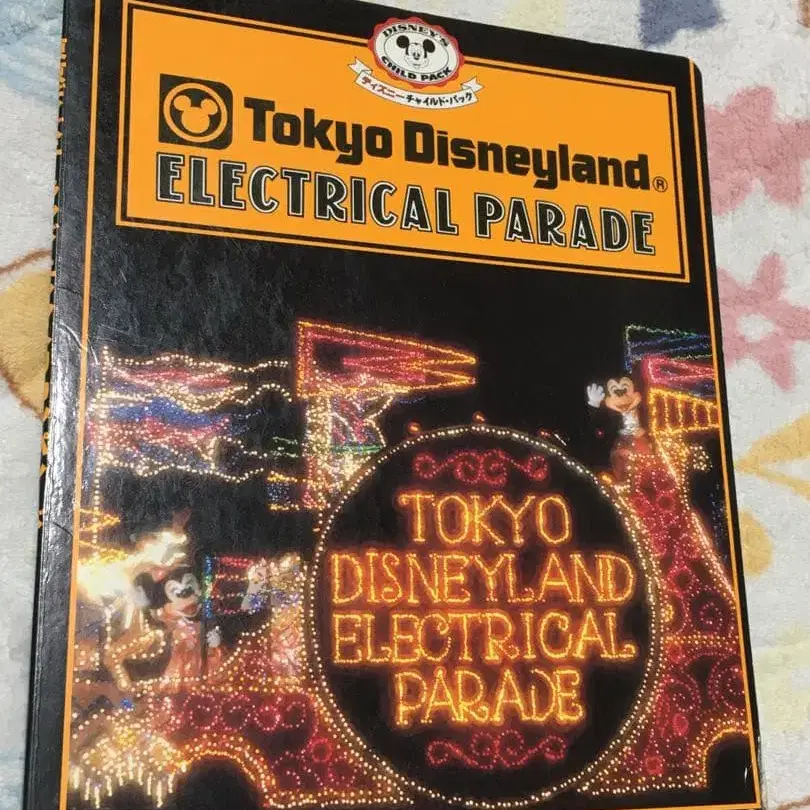 DISNEY'S
CHILD PACK
ディズニーチャイルド・パック
Tokyo Disneyland®
ELECTRICAL PARADE
TOKYO
DISNEYLAND
ELECTRICAL
PARADE